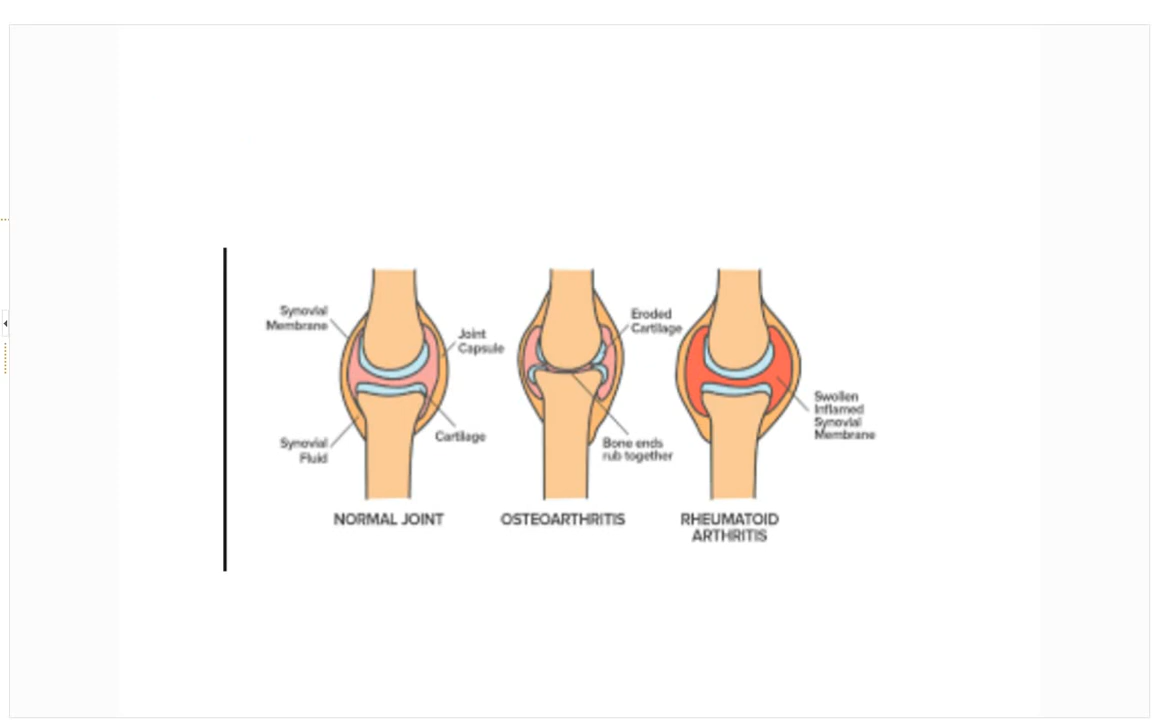 Synovial
Membrane
Joint
Capsule
Synovial
Fluid
Cartilage
NORMAL JOINT
Eroded
Cartilage
Bone ends
rub together
OSTEOARTHRITIS
Swollen
Inflamed
Synovial
Membrane
RHEUMATOID
ARTHRITIS